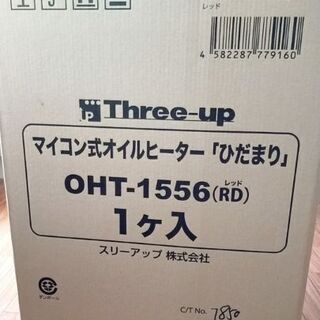 レッド
4 582287 779160
Three-up
マイコン式オイルヒーター「ひだまり」
レッド
OHT-1556(RD)
1ヶ入
スリーアップ 株式会社
ダンボール
C/T No. 7850